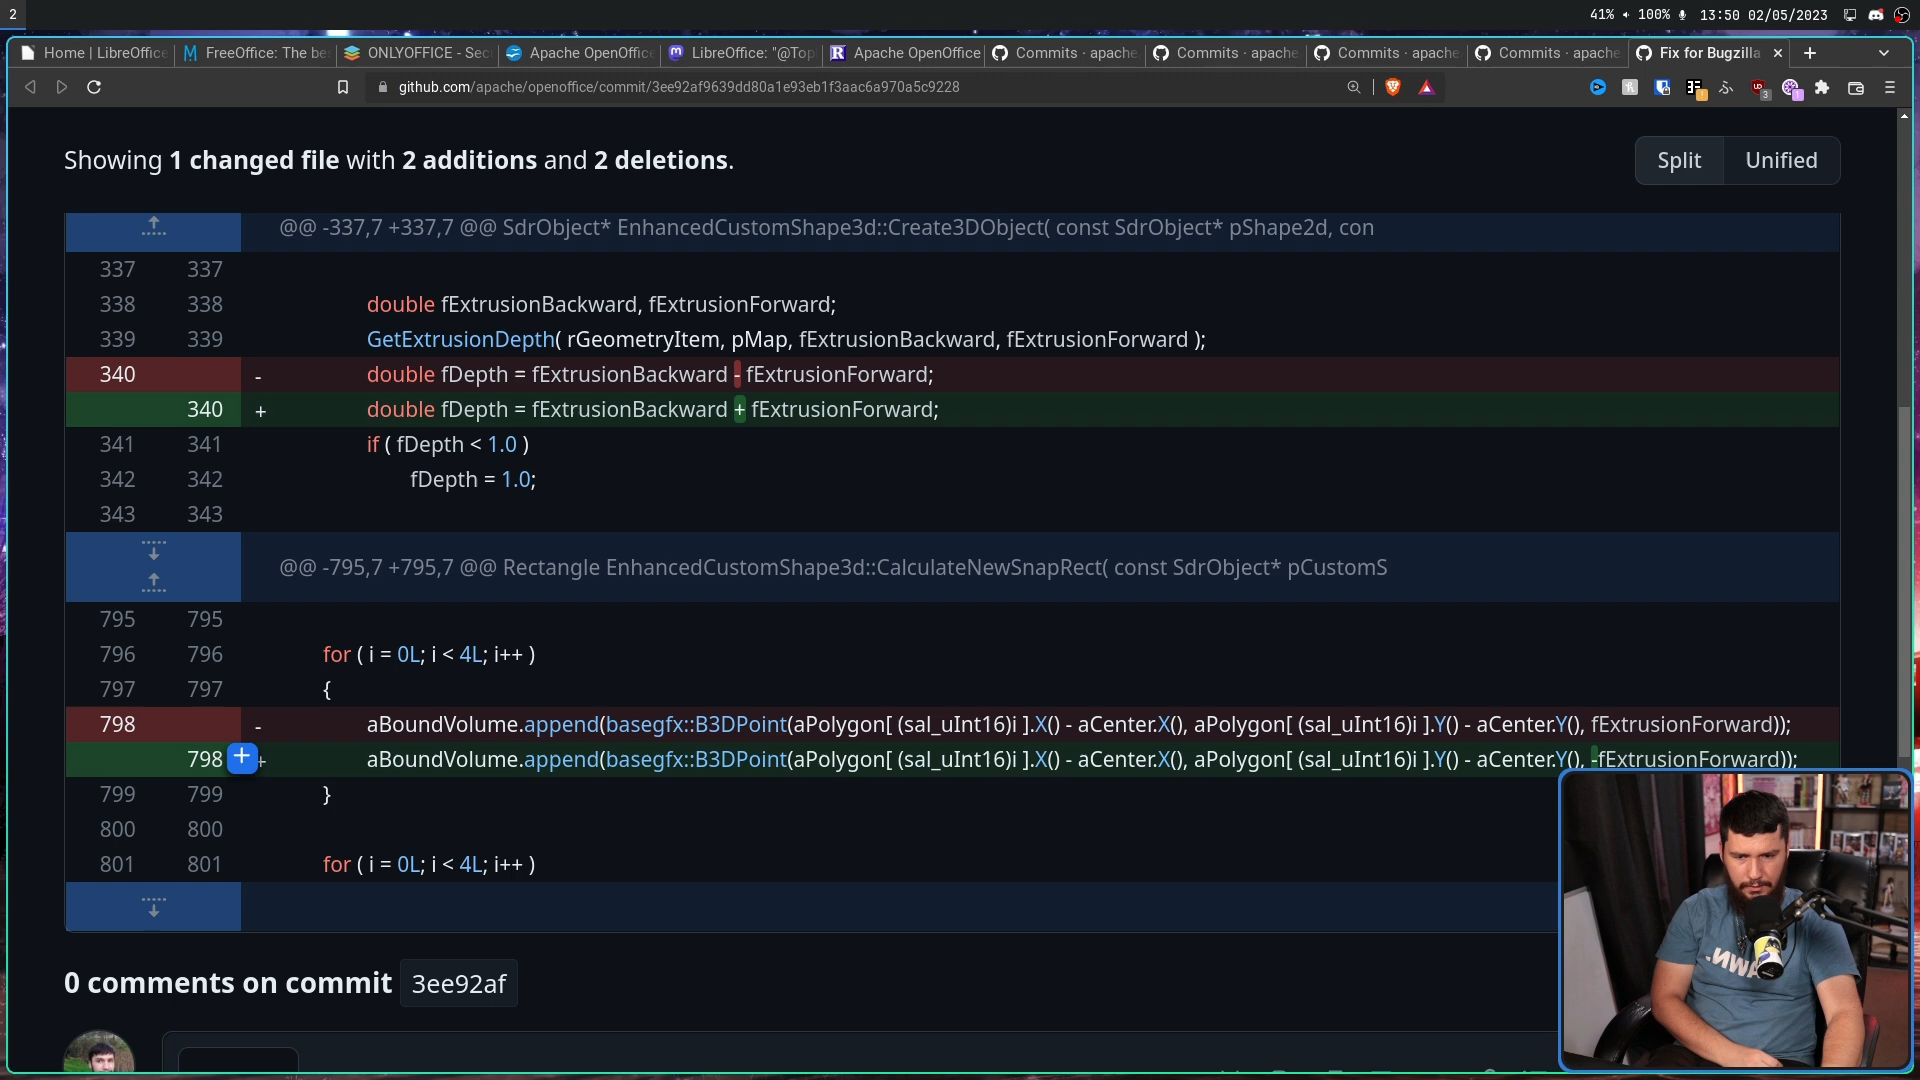 2
41% 100% 13:50 02/05/2023
Home | LibreOffice FreeOffice: The be ONLYOFFICE - Sec Apache OpenOffic LibreOffice: "@Top Apache OpenOffice Commits · apache Commits · apache Commits · apache Commits · apache Fix for Bugzilla
github.com/apache/openoffice/commit/3ee92af9639dd80a1e93eb1f3aac6a970a5c9228
Showing 1 changed file with 2 additions and 2 deletions.
Split Unified
@@ -337,7 +337,7 @@ SdrObject* EnhancedCustomShape3d::Create3DObject( const SdrObject* pShape2d, con
337 337
338 338 double fExtrusionBackward, fExtrusionForward;
339 339 GetExtrusionDepth( rGeometryItem, pMap, fExtrusionBackward, fExtrusionForward );
340 - double fDepth = fExtrusionBackward - fExtrusionForward;
340 + double fDepth = fExtrusionBackward + fExtrusionForward;
341 341 if ( fDepth < 1.0 )
342 342 fDepth = 1.0;
343 343
@@ -795,7 +795,7 @@ Rectangle EnhancedCustomShape3d::CalculateNewSnapRect( const SdrObject* pCustomS
795 795
796 796 for ( i = 0L; i < 4L; i++ )
797 797 {
798 - aBoundVolume.append(basegfx::B3DPoint(aPolygon[ (sal_uInt16)i ].X() - aCenter.X(), aPolygon[ (sal_uInt16)i ].Y() - aCenter.Y(), fExtrusionForward));
798 + aBoundVolume.append(basegfx::B3DPoint(aPolygon[ (sal_uInt16)i ].X() - aCenter.X(), aPolygon[ (sal_uInt16)i ].Y() - aCenter.Y(), -fExtrusionForward));
799 799 }
800 800
801 801 for ( i = 0L; i < 4L; i++ )
0 comments on commit 3ee92af